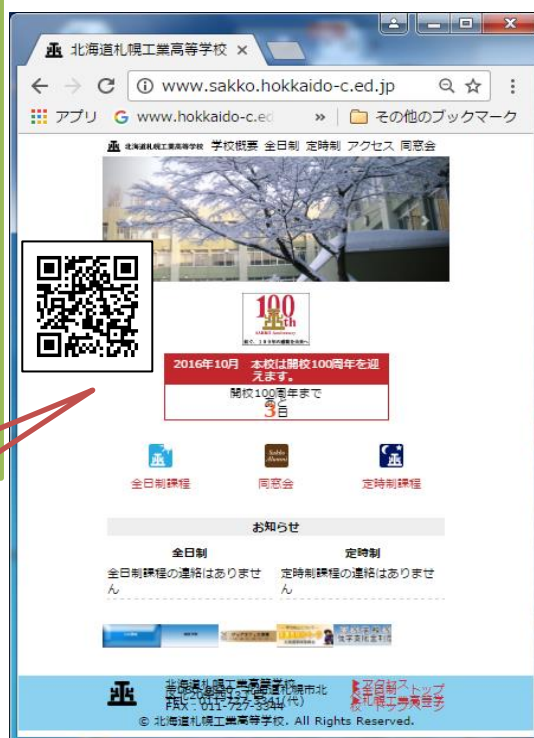 北海道札幌工業高等学校
www.sakko.hokkaido-c.ed.jp
アプリ
www.hokkaido-c.ed
»
その他のブックマーク
北海道札幌工業高等学校 学校概要 全日制 定時制 アクセス 同窓会
100th
2016年10月 本校は開校100周年を迎えます。
開校100周年まで
あと
3日
全日制課程
同窓会
定時制課程
お知らせ
全日制
定時制
全日制課程の連絡はありません
定時制課程の連絡はありません
北海道札幌工業高等学校
FAX : 011-727-3344
© 北海道札幌工業高等学校. All Rights Reserved.